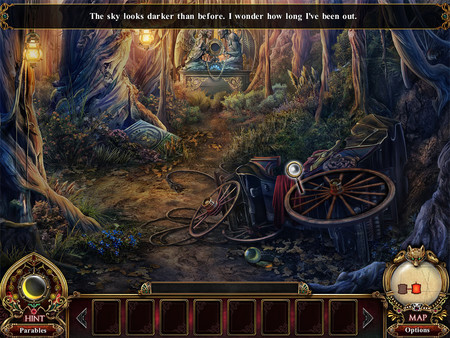 The sky looks darker than before. I wonder how long I've been out.
HINT
Parables
MAP
Options